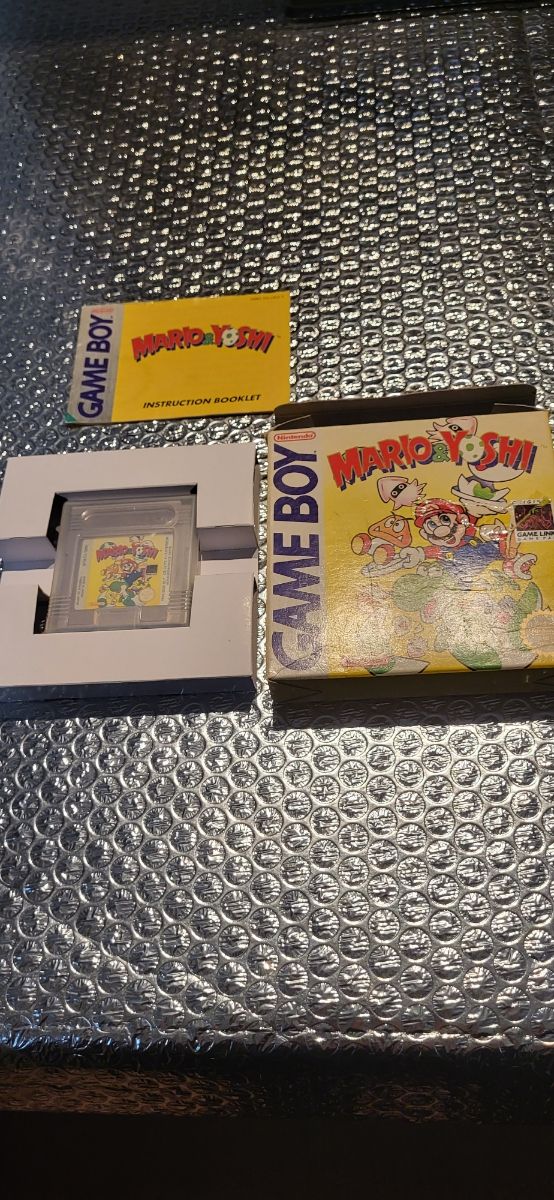 GAME BOY
MARIO & YOSHI
INSTRUCTION BOOKLET
MARIO & YOSHI
Nintendo
GAME BOY
MARIO & YOSHI
GAME LINK